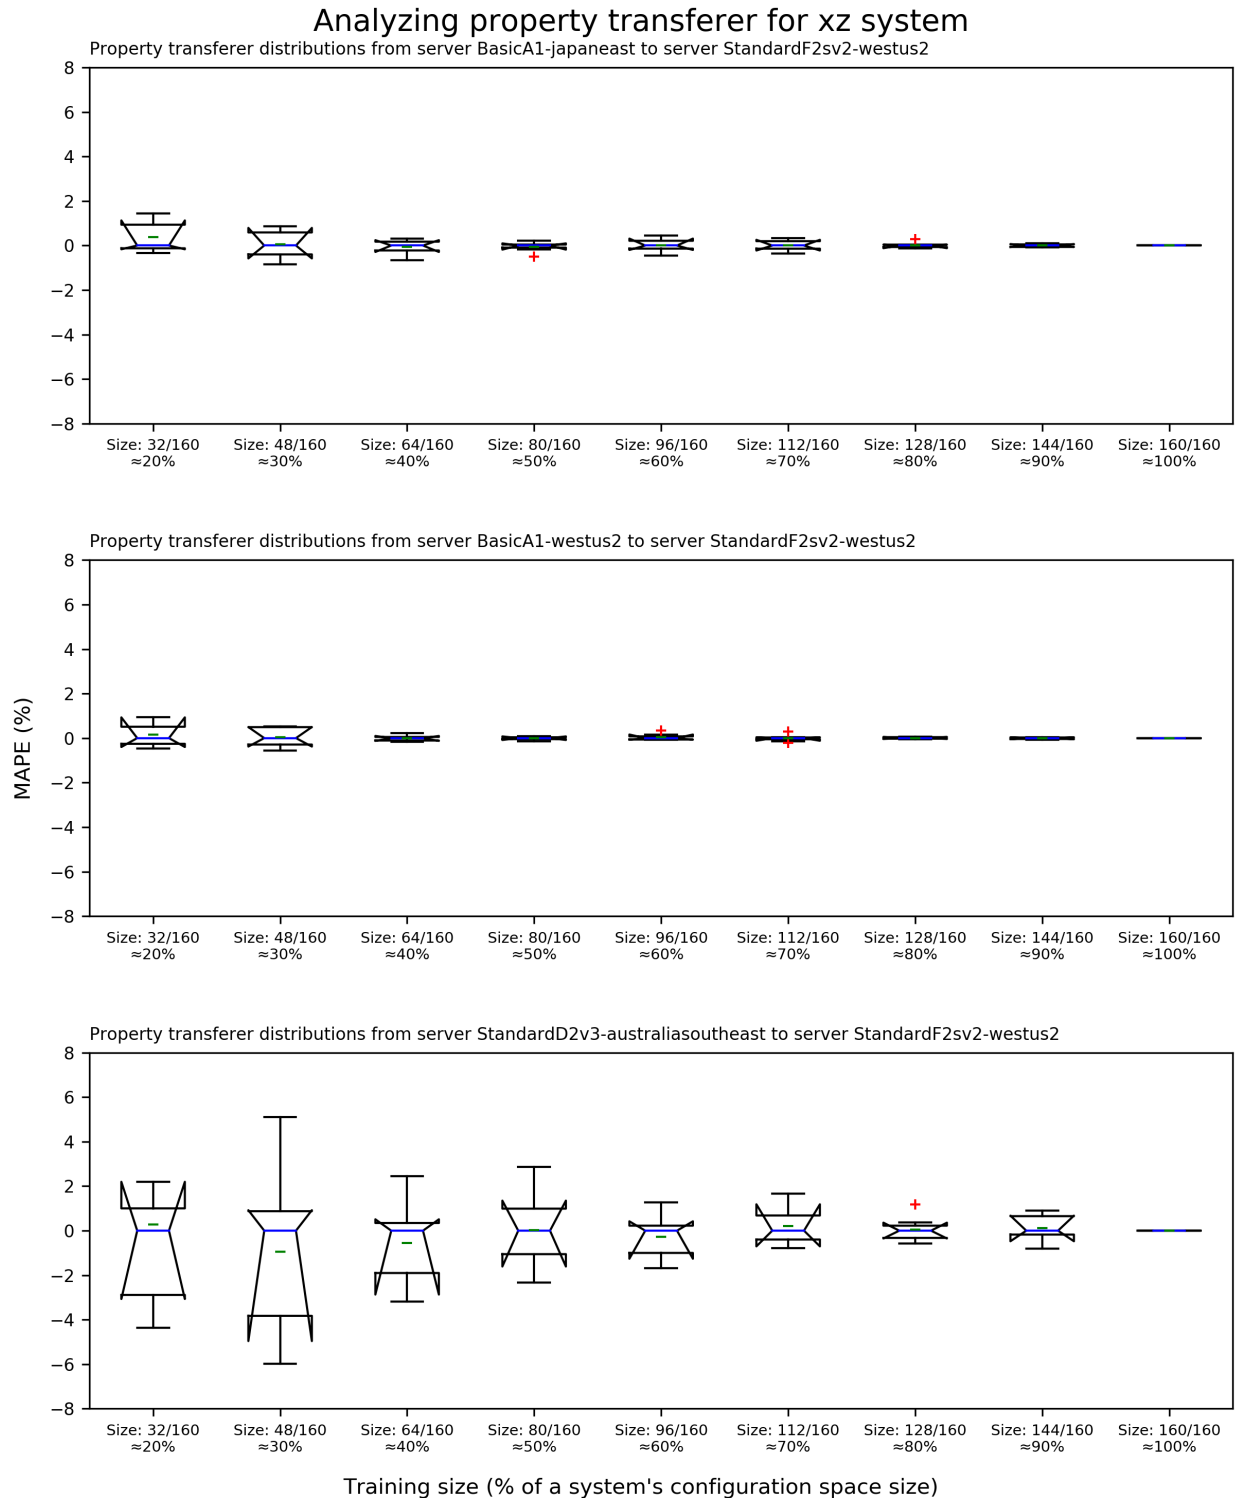 Analyzing property transferer for xz system
Property transferer distributions from server BasicA1-japaneast to server StandardF2sv2-westus2
8
6
4
2
0
−2
−4
−6
−8
Size: 32/160 Size: 48/160 Size: 64/160 Size: 80/160 Size: 96/160 Size: 112/160 Size: 128/160 Size: 144/160 Size: 160/160
≈20% ≈30% ≈40% ≈50% ≈60% ≈70% ≈80% ≈90% ≈100%
Property transferer distributions from server BasicA1-westus2 to server StandardF2sv2-westus2
8
6
4
2
0
−2
−4
−6
−8
MAPE (%)
Size: 32/160 Size: 48/160 Size: 64/160 Size: 80/160 Size: 96/160 Size: 112/160 Size: 128/160 Size: 144/160 Size: 160/160
≈20% ≈30% ≈40% ≈50% ≈60% ≈70% ≈80% ≈90% ≈100%
Property transferer distributions from server StandardD2v3-australiasoutheast to server StandardF2sv2-westus2
8
6
4
2
0
−2
−4
−6
−8
Size: 32/160 Size: 48/160 Size: 64/160 Size: 80/160 Size: 96/160 Size: 112/160 Size: 128/160 Size: 144/160 Size: 160/160
≈20% ≈30% ≈40% ≈50% ≈60% ≈70% ≈80% ≈90% ≈100%
Training size (% of a system's configuration space size)